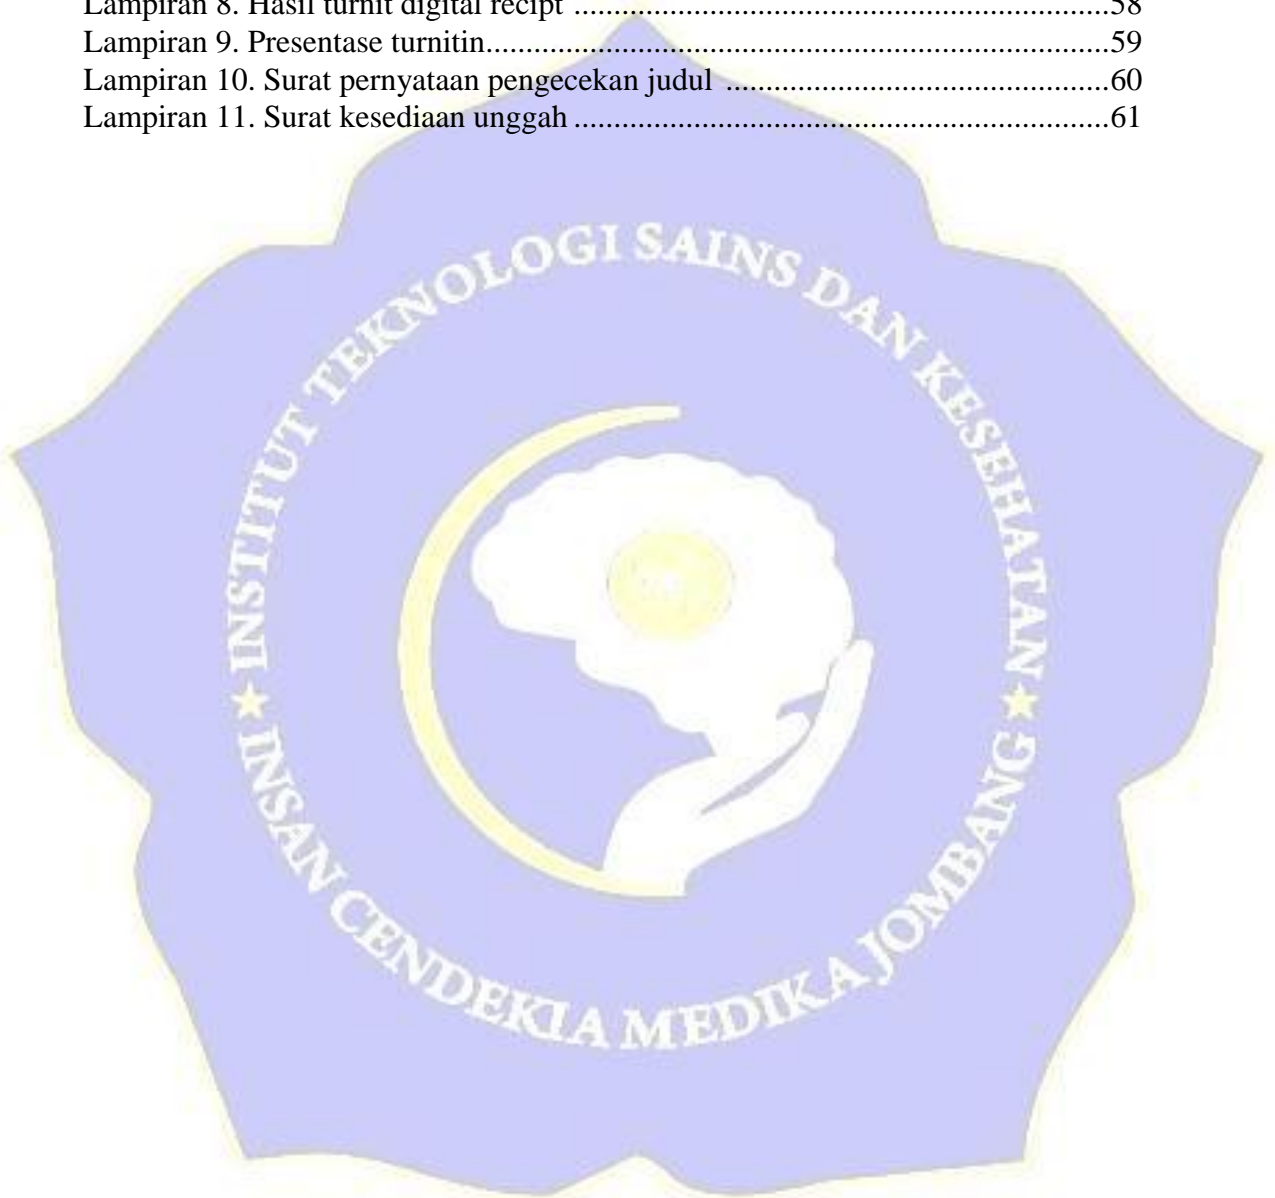 Lampiran 8. Hasil turnit digital recipt ....................................................................58
Lampiran 9. Presentase turnitin...............................................................................59
Lampiran 10. Surat pernyataan pengecekan judul .................................................60
Lampiran 11. Surat kesediaan unggah ....................................................................61
INSTITUT TEKNOLOGI SAINS DAN KESEHATAN
INSAN CENDEKIA MEDIKA JOMBANG